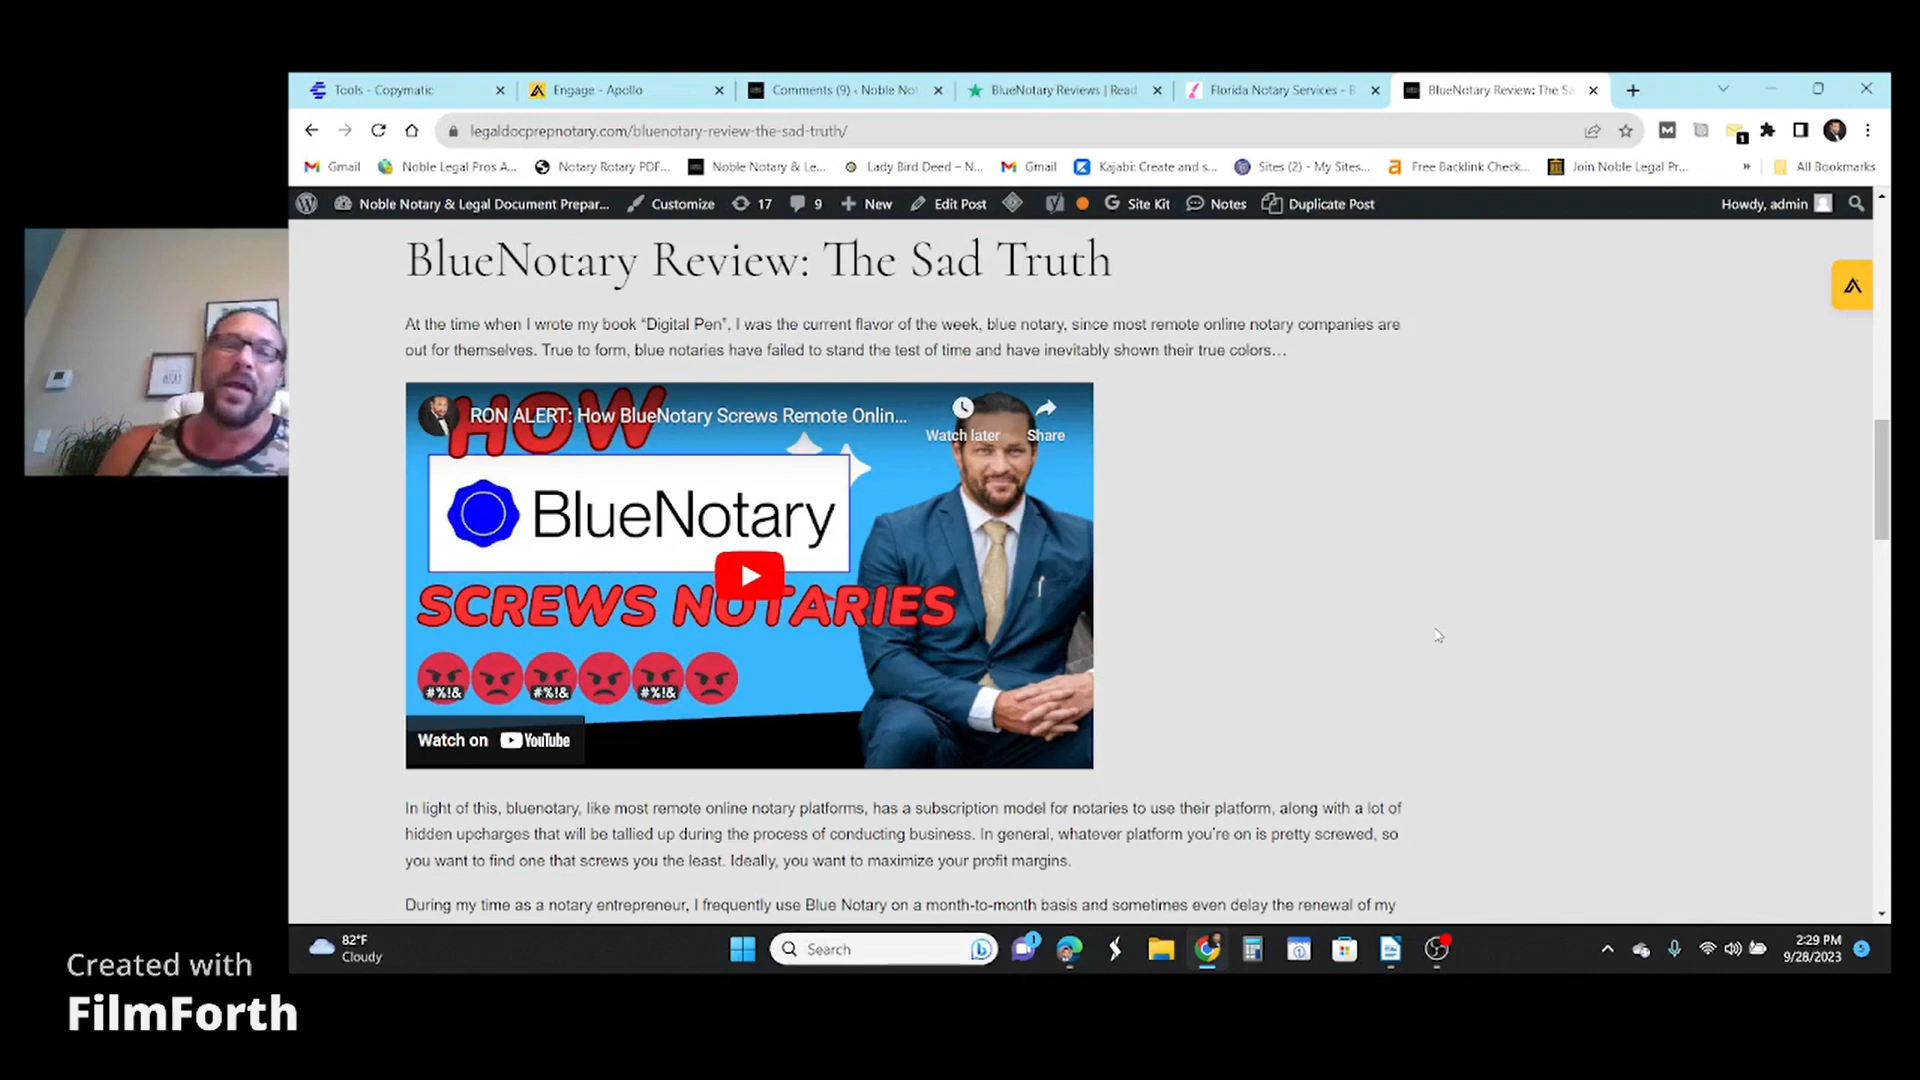 Tools - Copymatic
Engage - Apollo
Comments (9) ‹ Noble Not
BlueNotary Reviews | Read
Florida Notary Services - B
BlueNotary Review: The Sa
legaldocprepnotary.com/bluenotary-review-the-sad-truth/
1
Gmail
Noble Legal Pros A...
Notary Rotary PDF...
Noble Notary & Le...
Lady Bird Deed – N...
Gmail
Kajabi: Create and s...
Sites (2) - My Sites...
Free Backlink Check...
Join Noble Legal Pr...
»
All Bookmarks
Noble Notary & Legal Document Prepar...
Customize
17
9
New
Edit Post
Site Kit
Notes
Duplicate Post
Howdy, admin
BlueNotary Review: The Sad Truth
At the time when I wrote my book “Digital Pen”, I was the current flavor of the week, blue notary, since most remote online notary companies are
out for themselves. True to form, blue notaries have failed to stand the test of time and have inevitably shown their true colors…
HOW
RON ALERT: How BlueNotary Screws Remote Onlin...
Watch later
Share
BlueNotary
SCREWS NOTARIES
#%!& #%!& #%!&
Watch on YouTube
In light of this, bluenotary, like most remote online notary platforms, has a subscription model for notaries to use their platform, along with a lot of
hidden upcharges that will be tallied up during the process of conducting business. In general, whatever platform you’re on is pretty screwed, so
you want to find one that screws you the least. Ideally, you want to maximize your profit margins.
During my time as a notary entrepreneur, I frequently use Blue Notary on a month-to-month basis and sometimes even delay the renewal of my
82°F
Cloudy
Search
1
2:29 PM
9/28/2023
5
Created with
FilmForth